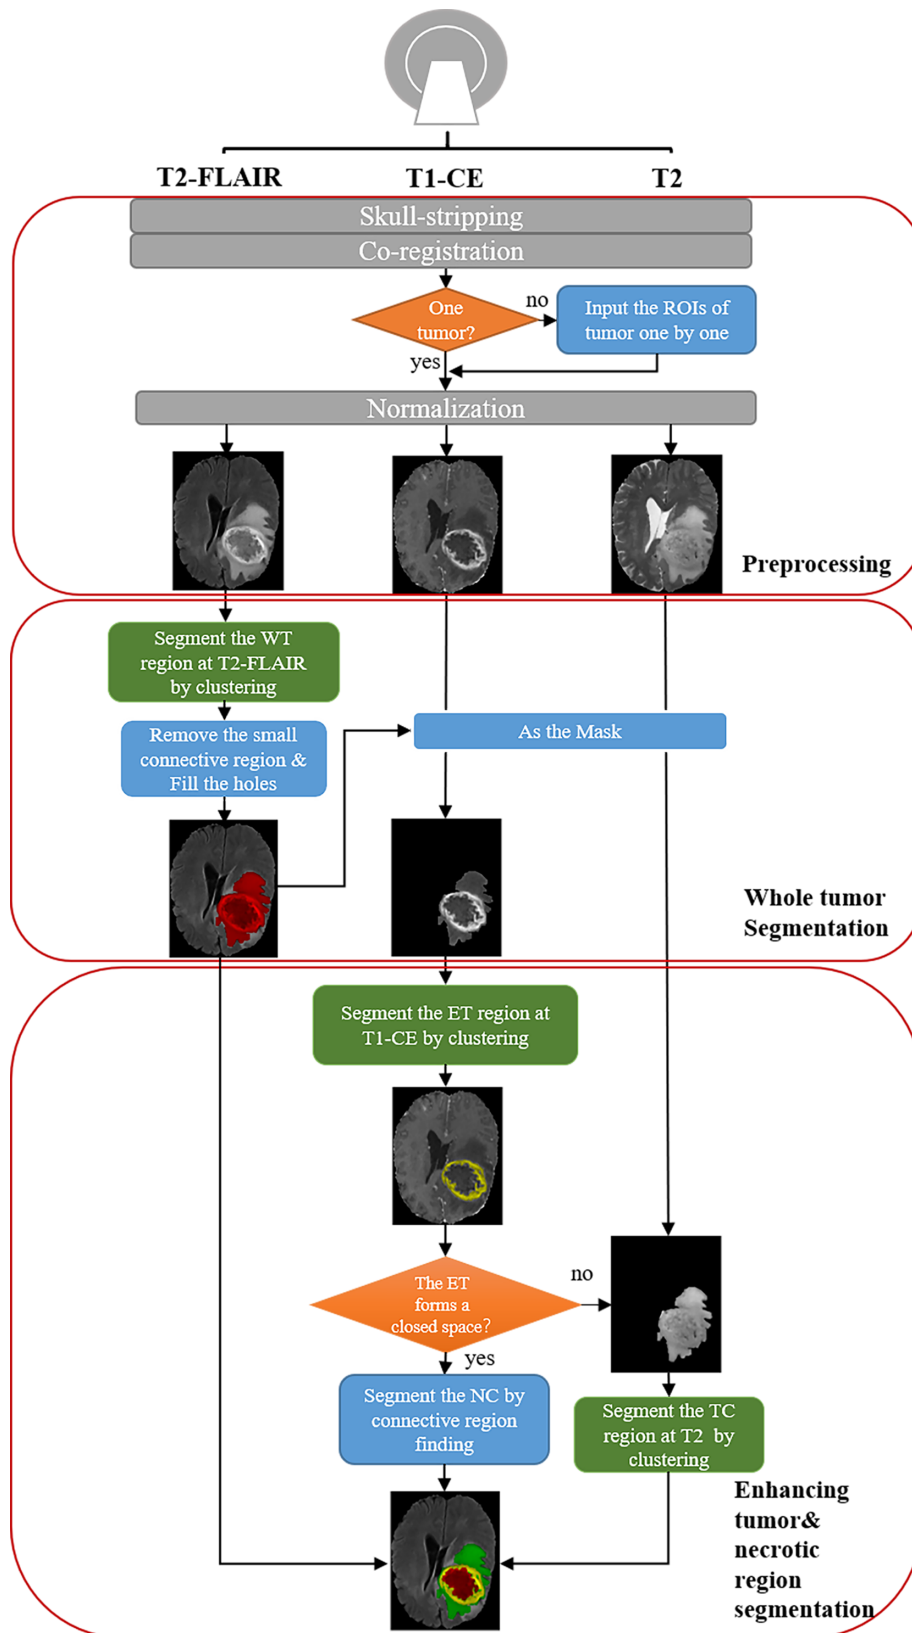 T2-FLAIR
T1-CE
T2
Skull-stripping
Co-registration
One
tumor?
no
Input the ROIs of
tumor one by one
yes
Normalization
Preprocessing
Segment the WT
region at T2-FLAIR
by clustering
Remove the small
connective region &
Fill the holes
As the Mask
Whole tumor
Segmentation
Segment the ET region at
T1-CE by clustering
The ET
forms a
closed space?
no
yes
Segment the NC by
connective region
finding
Segment the TC
region at T2 by
clustering
Enhancing
tumor&
necrotic
region
segmentation